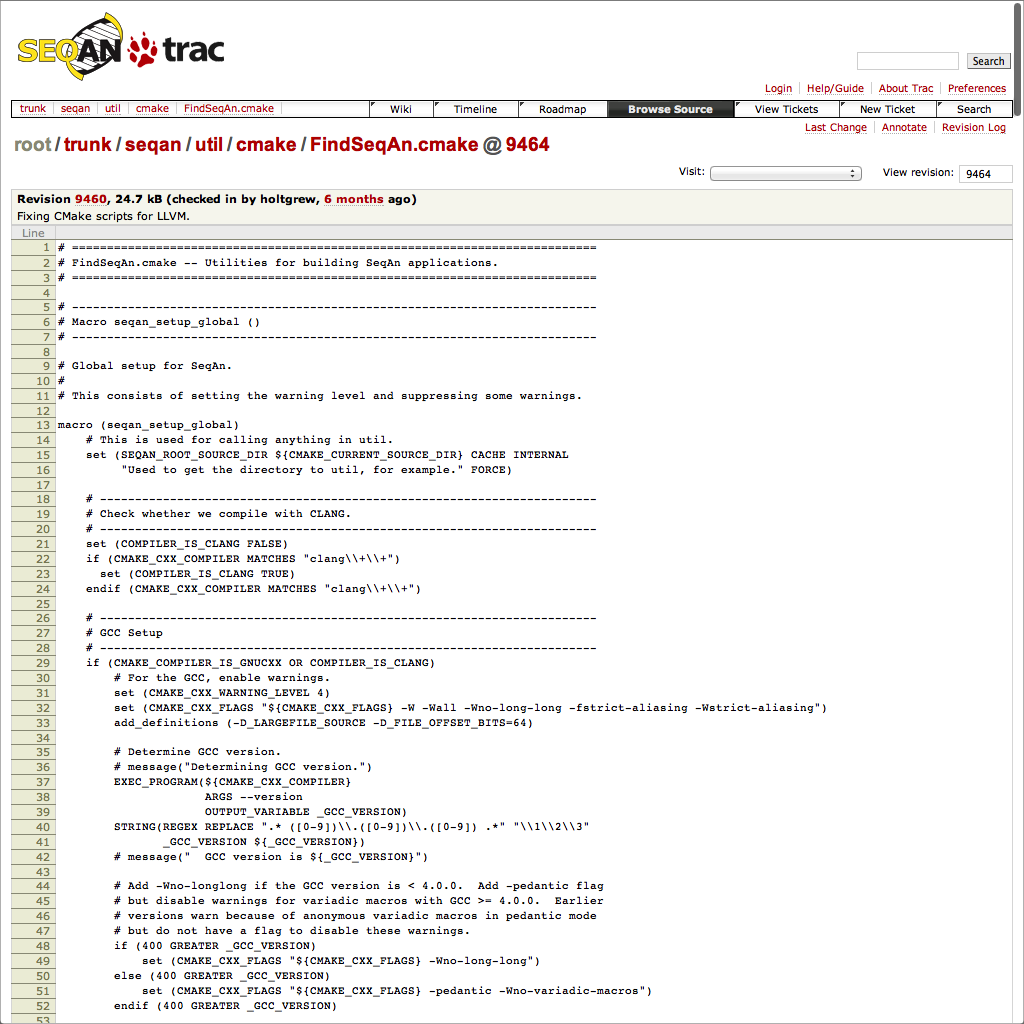 SEQAN trac
Search
Login Help/Guide About Trac Preferences
trunk seqan util cmake FindSeqAn.cmake Wiki Timeline Roadmap Browse Source View Tickets New Ticket Search
Last Change Annotate Revision Log
root / trunk / seqan / util / cmake / FindSeqAn.cmake @ 9464
Visit: View revision: 9464
Revision 9460, 24.7 kB (checked in by holtgrew, 6 months ago)
Fixing CMake scripts for LLVM.
Line
1 # ===========================================================================
2 # FindSeqAn.cmake -- Utilities for building SeqAn applications.
3 # ===========================================================================
4
5 # ---------------------------------------------------------------------------
6 # Macro seqan_setup_global ()
7 # ---------------------------------------------------------------------------
8
9 # Global setup for SeqAn.
10 #
11 # This consists of setting the warning level and suppressing some warnings.
12
13 macro (seqan_setup_global)
14     # This is used for calling anything in util.
15     set (SEQAN_ROOT_SOURCE_DIR ${CMAKE_CURRENT_SOURCE_DIR} CACHE INTERNAL
16          "Used to get the directory to util, for example." FORCE)
17
18     # -----------------------------------------------------------------------
19     # Check whether we compile with CLANG.
20     # -----------------------------------------------------------------------
21     set (COMPILER_IS_CLANG FALSE)
22     if (CMAKE_CXX_COMPILER MATCHES "clang\\+\\+")
23       set (COMPILER_IS_CLANG TRUE)
24     endif (CMAKE_CXX_COMPILER MATCHES "clang\\+\\+")
25
26     # -----------------------------------------------------------------------
27     # GCC Setup
28     # -----------------------------------------------------------------------
29     if (CMAKE_COMPILER_IS_GNUCXX OR COMPILER_IS_CLANG)
30         # For the GCC, enable warnings.
31         set (CMAKE_CXX_WARNING_LEVEL 4)
32         set (CMAKE_CXX_FLAGS "${CMAKE_CXX_FLAGS} -W -Wall -Wno-long-long -fstrict-aliasing -Wstrict-aliasing")
33         add_definitions (-D_LARGEFILE_SOURCE -D_FILE_OFFSET_BITS=64)
34
35         # Determine GCC version.
36         # message("Determining GCC version.")
37         EXEC_PROGRAM(${CMAKE_CXX_COMPILER}
38                      ARGS --version
39                      OUTPUT_VARIABLE _GCC_VERSION)
40         STRING(REGEX REPLACE ".* ([0-9])\\.([0-9])\\.([0-9]) .*" "\\1\\2\\3"
41                _GCC_VERSION ${_GCC_VERSION})
42         # message("  GCC version is ${_GCC_VERSION}")
43
44         # Add -Wno-longlong if the GCC version is < 4.0.0.  Add -pedantic flag
45         # but disable warnings for variadic macros with GCC >= 4.0.0.  Earlier
46         # versions warn because of anonymous variadic macros in pedantic mode
47         # but do not have a flag to disable these warnings.
48         if (400 GREATER _GCC_VERSION)
49             set (CMAKE_CXX_FLAGS "${CMAKE_CXX_FLAGS} -Wno-long-long")
50         else (400 GREATER _GCC_VERSION)
51             set (CMAKE_CXX_FLAGS "${CMAKE_CXX_FLAGS} -pedantic -Wno-variadic-macros")
52         endif (400 GREATER _GCC_VERSION)
53